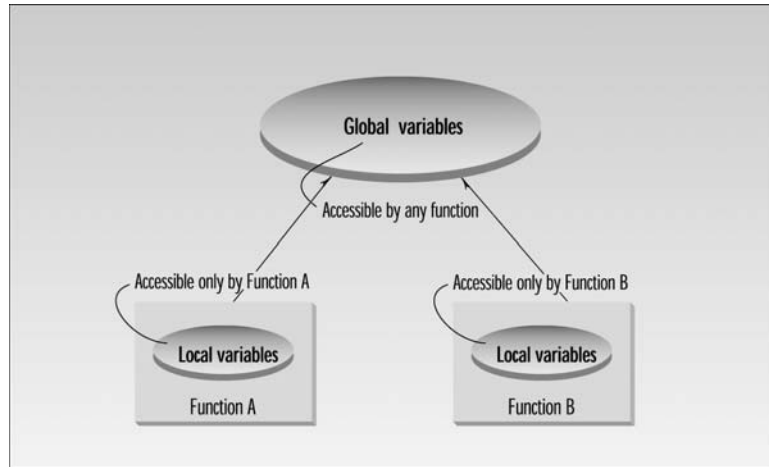 Global variables
Accessible by any function
Accessible only by Function A
Accessible only by Function B
Local variables
Local variables
Function A
Function B